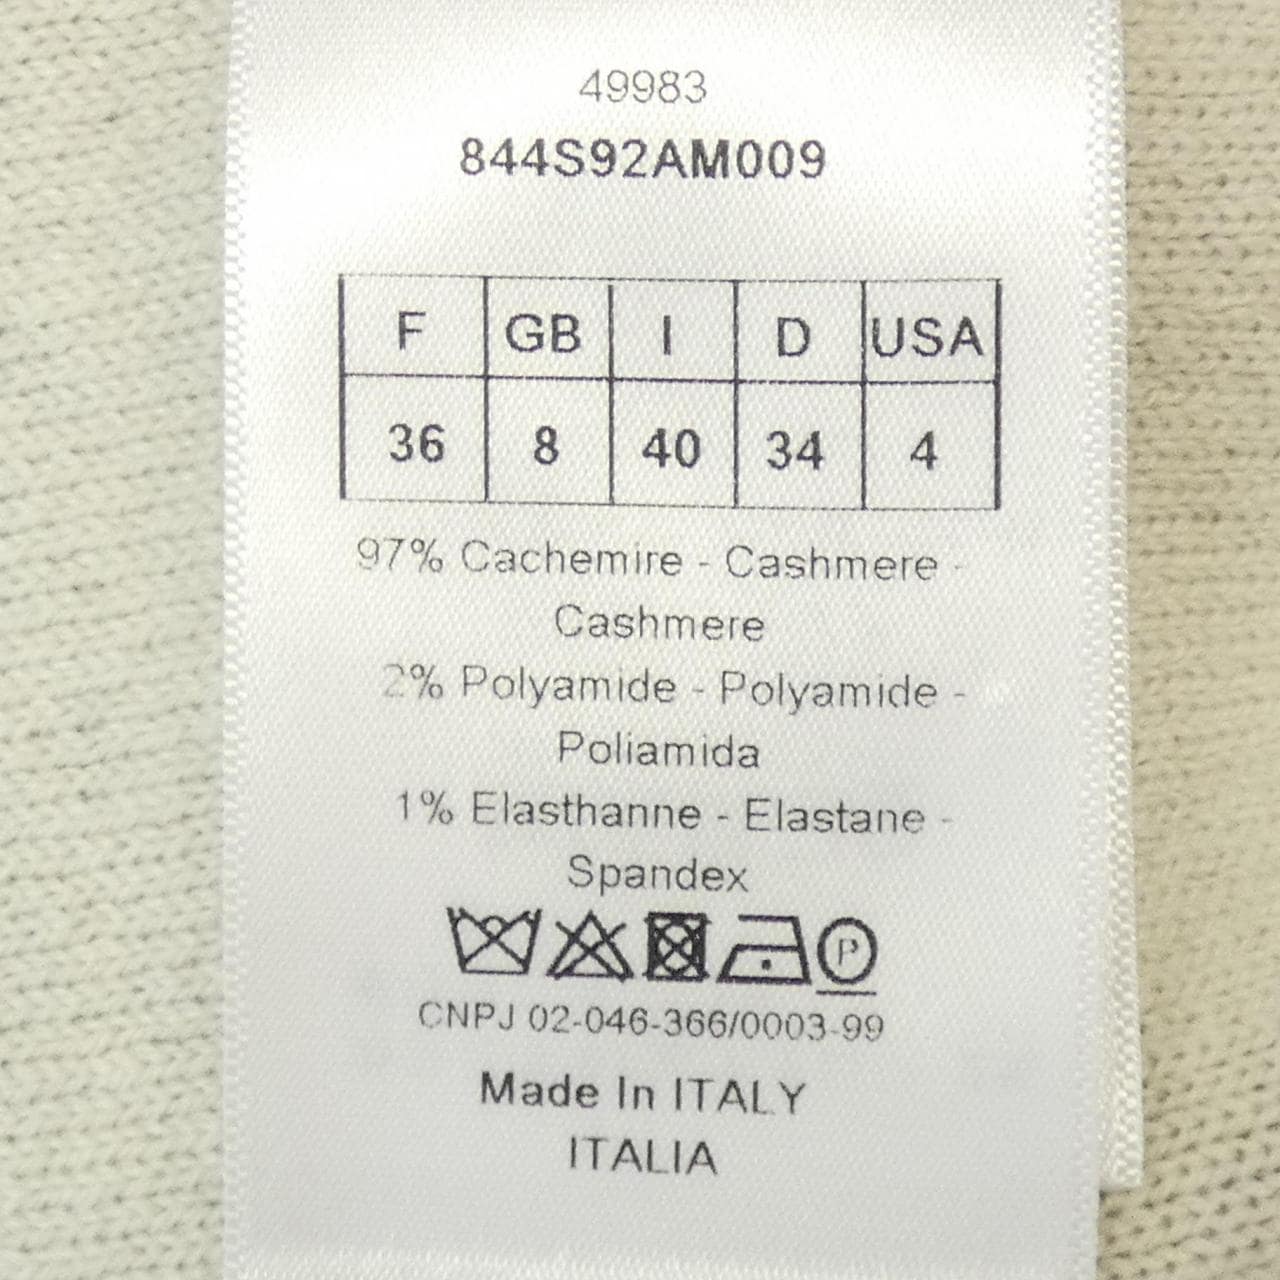 49983
844S92AM009
F GB I D USA
36 8 40 34 4
97% Cachemire - Cashmere -
Cashmere
2% Polyamide - Polyamide -
Poliamida
1% Elasthanne - Elastane -
Spandex
P
CNPJ 02-046-366/0003-99
Made In ITALY
ITALIA